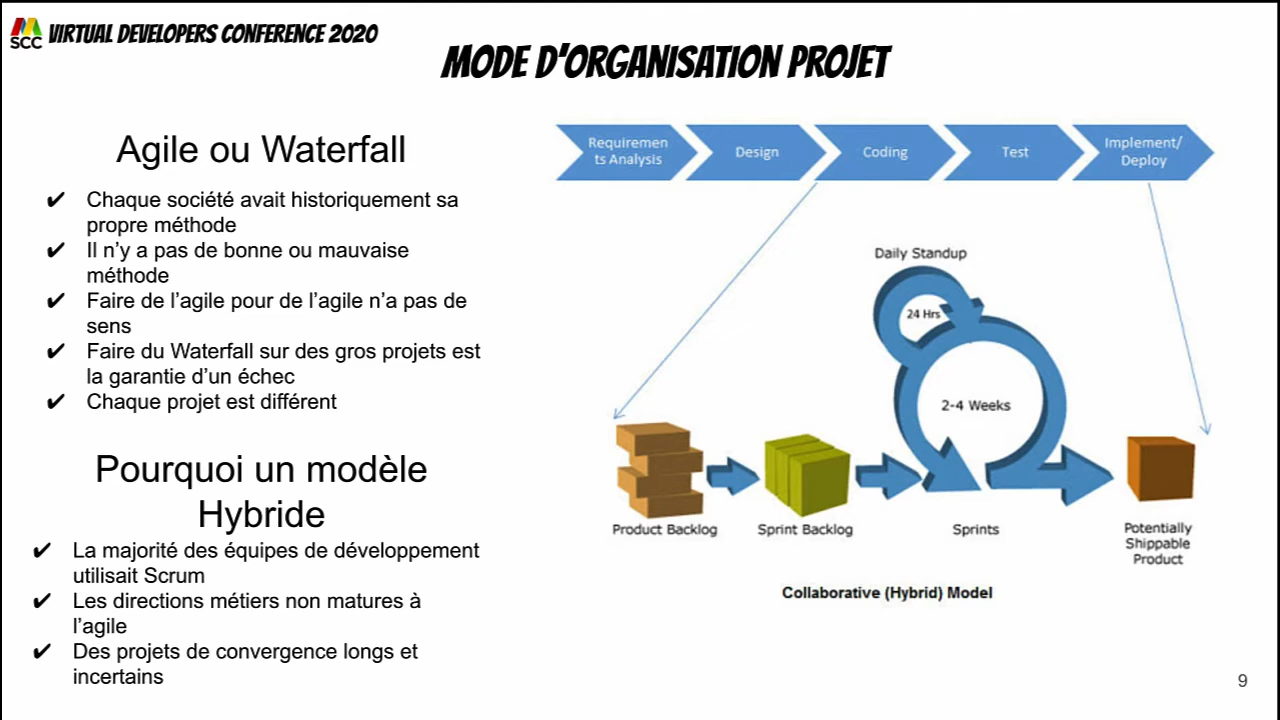 SCC VIRTUAL DEVELOPERS CONFERENCE 2020
MODE D'ORGANISATION PROJET
Agile ou Waterfall
✔ Chaque société avait historiquement sa
propre méthode
✔ Il n’y a pas de bonne ou mauvaise
méthode
✔ Faire de l’agile pour de l’agile n’a pas de
sens
✔ Faire du Waterfall sur des gros projets est
la garantie d’un échec
✔ Chaque projet est différent
Pourquoi un modèle
Hybride
✔ La majorité des équipes de développement
utilisait Scrum
✔ Les directions métiers non matures à
l’agile
✔ Des projets de convergence longs et
incertains
Requiremen
ts Analysis
Design
Coding
Test
Implement/
Deploy
Daily Standup
24 Hrs
2-4 Weeks
Product Backlog
Sprint Backlog
Sprints
Potentially
Shippable
Product
Collaborative (Hybrid) Model
9